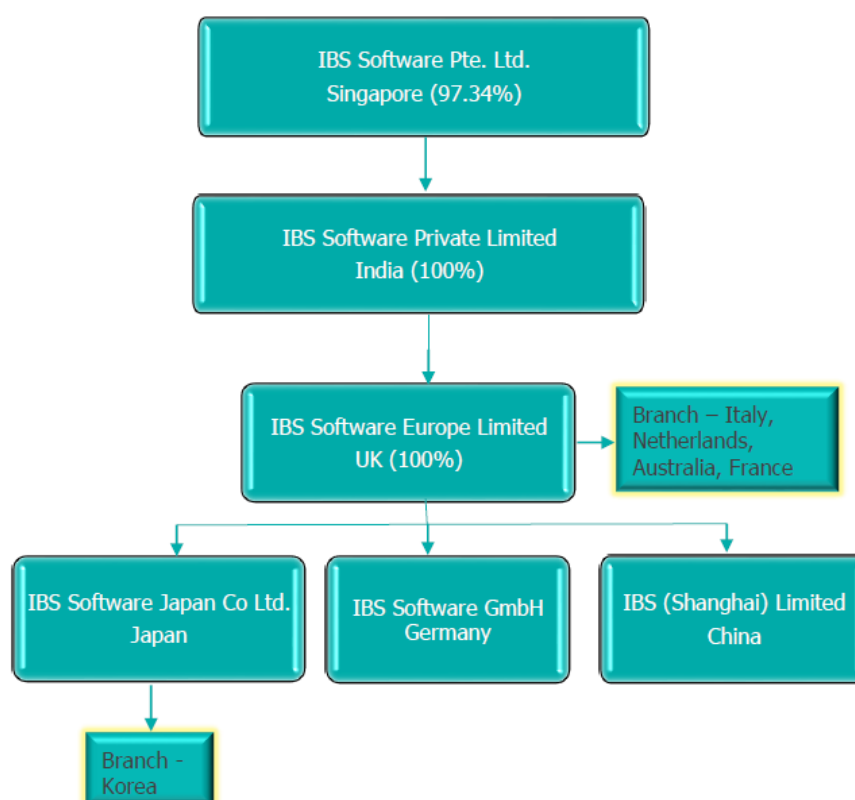 IBS Software Pte. Ltd.
Singapore (97.34%)
IBS Software Private Limited
India (100%)
IBS Software Europe Limited
UK (100%)
Branch – Italy,
Netherlands,
Australia, France
IBS Software Japan Co Ltd.
Japan
IBS Software GmbH
Germany
IBS (Shanghai) Limited
China
Branch -
Korea